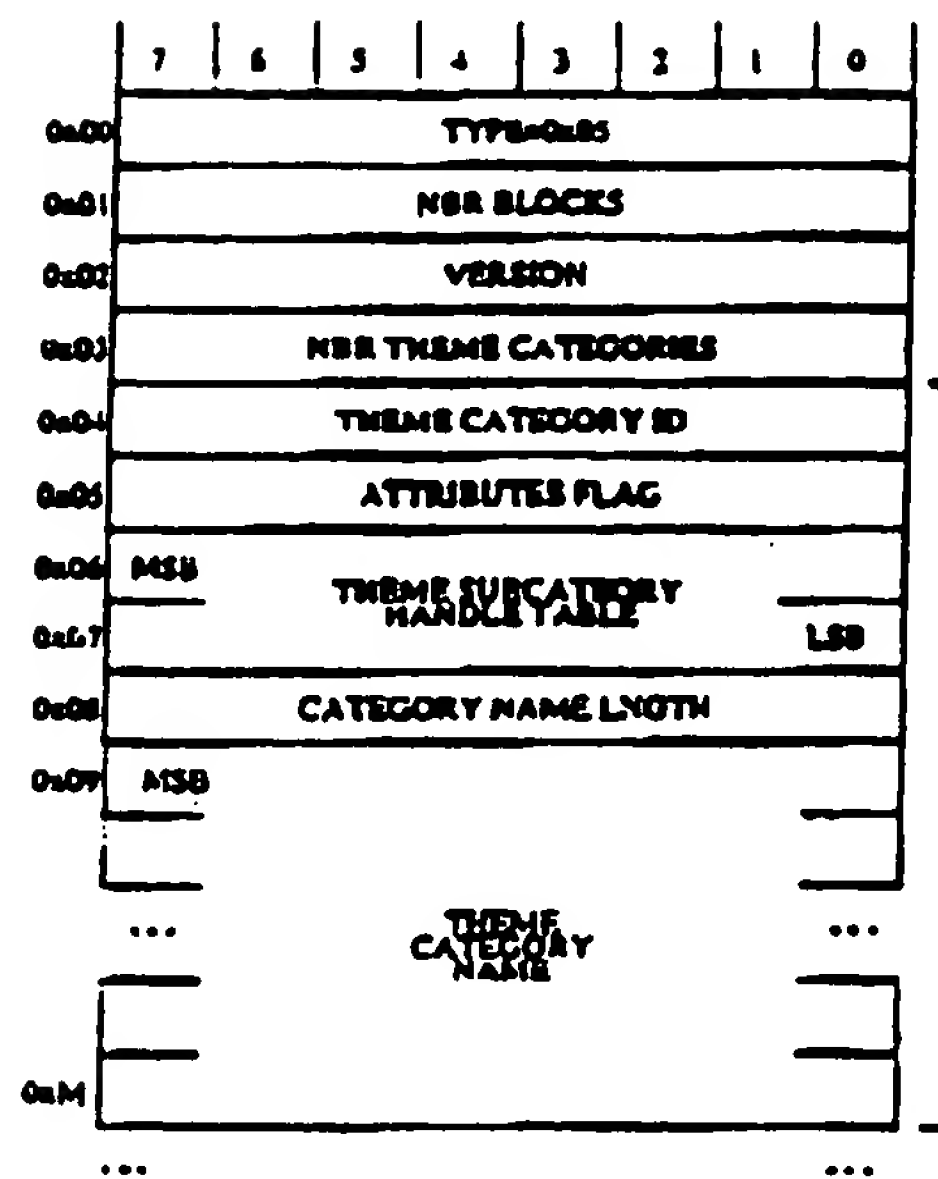 7 6 5 4 3 2 1 0
0x00 TYPE=0x05
0x01 NBR BLOCKS
0x02 VERSION
0x03 NBR THEME CATEGORIES
0x04 THEME CATEGORY ID
0x05 ATTRIBUTES FLAG
0x06 MSB
THEME SUBCATEGORY
HANDLE TABLE
0x07 LSB
0x08 CATEGORY NAME LNGTH
0x09 MSB
... ...
THEME
CATEGORY
NAME
0xM
... ...